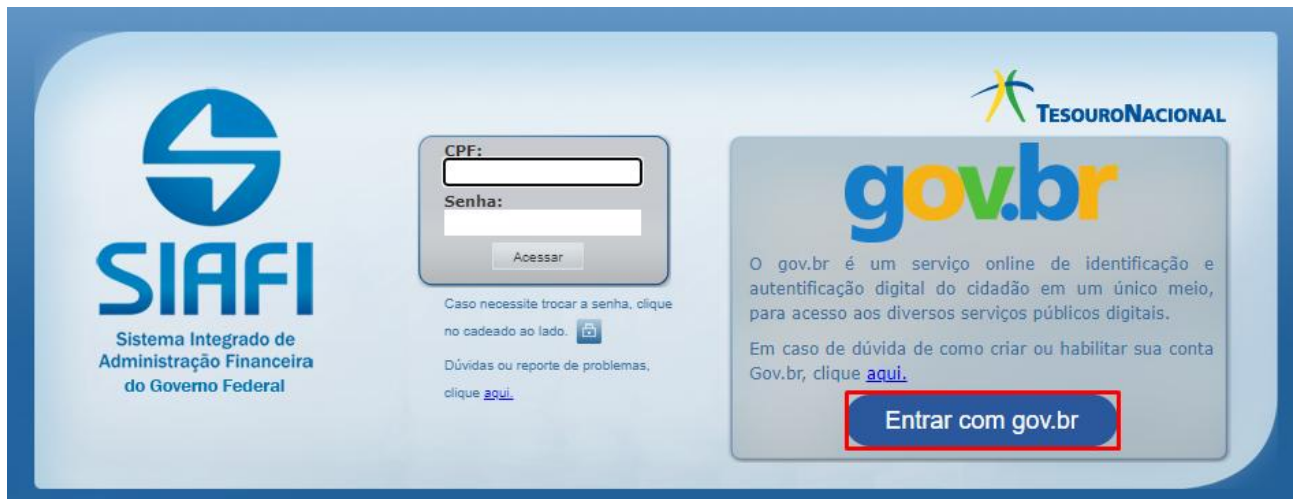 SIAFI
Sistema Integrado de
Administração Financeira
do Governo Federal
CPF:
Senha:
Acessar
Caso necessite trocar a senha, clique
no cadeado ao lado.
Dúvidas ou reporte de problemas,
clique aqui.
TESOURONACIONAL
gov.br
O gov.br é um serviço online de identificação e
autentificação digital do cidadão em um único meio,
para acesso aos diversos serviços públicos digitais.
Em caso de dúvida de como criar ou habilitar sua conta
Gov.br, clique aqui.
Entrar com gov.br